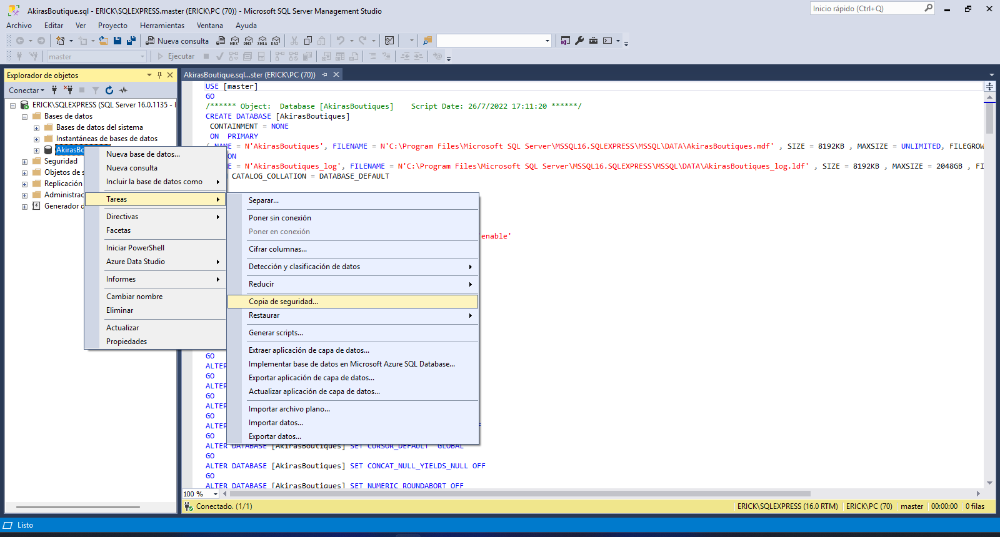 AkirasBoutique.sql - ERICK\SQLEXPRESS.master (ERICK\PC (70)) - Microsoft SQL Server Management Studio
Inicio rápido (Ctrl+Q)
Archivo Editar Ver Proyecto Herramientas Ventana Ayuda
Nueva consulta
MDX DMX XMLA DAX
master
Ejecutar
Explorador de objetos
Conectar
ERICK\SQLEXPRESS (SQL Server 16.0.1135 - 
Bases de datos
Bases de datos del sistema
Instantáneas de bases de datos
AkirasBo
Seguridad
Objetos de s
Replicación
Administrac
Generador d
Nueva base de datos...
Nueva consulta
Incluir la base de datos como
Tareas
Directivas
Facetas
Iniciar PowerShell
Azure Data Studio
Informes
Cambiar nombre
Eliminar
Actualizar
Propiedades
Separar...
Poner sin conexión
Poner en conexión
Cifrar columnas...
Detección y clasificación de datos
Reducir
Copia de seguridad...
Restaurar
Generar scripts...
Extraer aplicación de capa de datos...
Implementar base de datos en Microsoft Azure SQL Database...
Exportar aplicación de capa de datos...
Actualizar aplicación de capa de datos...
Importar archivo plano...
Importar datos...
Exportar datos...
AkirasBoutique.sql...ster (ERICK\PC (70))
USE [master]
GO
/****** Object:  Database [AkirasBoutiques]    Script Date: 26/7/2022 17:11:20 ******/
CREATE DATABASE [AkirasBoutiques]
CONTAINMENT = NONE
ON  PRIMARY
( NAME = N'AkirasBoutiques', FILENAME = N'C:\Program Files\Microsoft SQL Server\MSSQL16.SQLEXPRESS\MSSQL\DATA\AkirasBoutiques.mdf' , SIZE = 8192KB , MAXSIZE = UNLIMITED, FILEGROW
ON
E = N'AkirasBoutiques_log', FILENAME = N'C:\Program Files\Microsoft SQL Server\MSSQL16.SQLEXPRESS\MSSQL\DATA\AkirasBoutiques_log.ldf' , SIZE = 8192KB , MAXSIZE = 2048GB , FI
CATALOG_COLLATION = DATABASE_DEFAULT
enable'
GO
ALTER
GO
ALTER
GO
ALTER
GO
ALTER
GO
ALTER DATABASE [AkirasBoutiques] SET CURSOR_DEFAULT  GLOBAL
GO
ALTER DATABASE [AkirasBoutiques] SET CONCAT_NULL_YIELDS_NULL OFF
GO
ALTER DATABASE [AkirasBoutiques] SET NUMERIC_ROUNDABORT OFF
100 %
Conectado. (1/1)
ERICK\SQLEXPRESS (16.0 RTM) ERICK\PC (70) master 00:00:00 0 filas
Listo